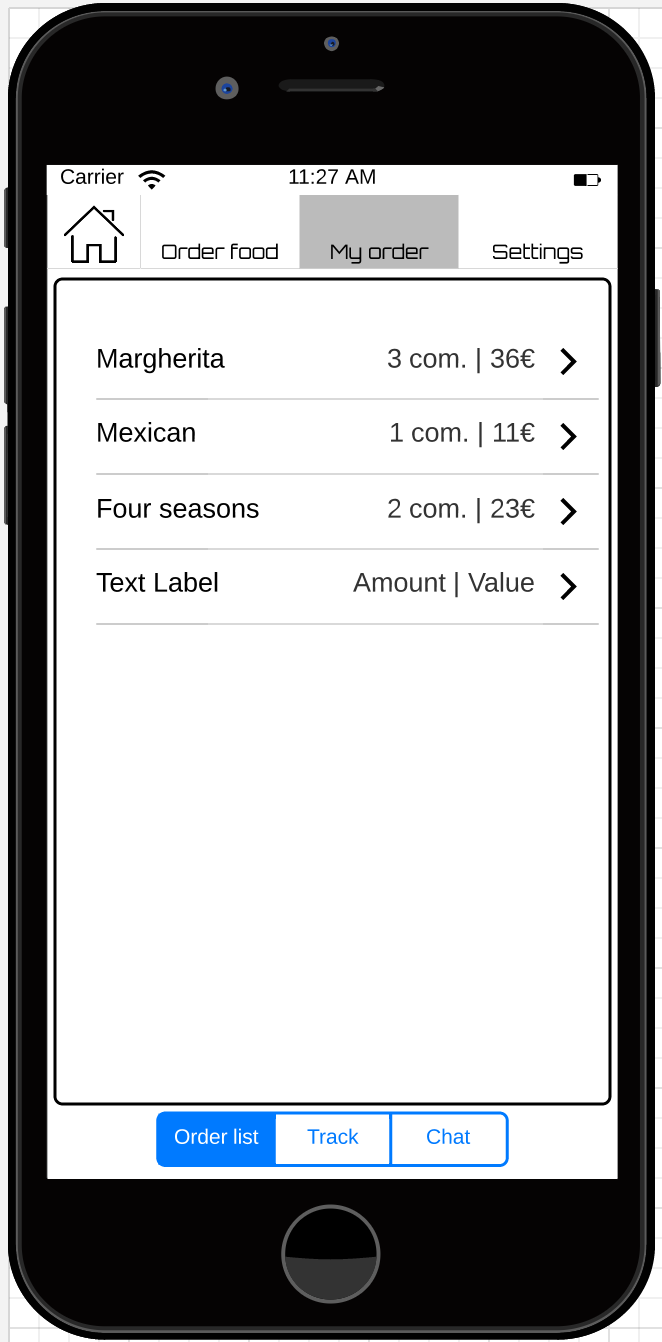 Carrier 11:27 AM
Order food My order Settings
Margherita 3 com. | 36€
Mexican 1 com. | 11€
Four seasons 2 com. | 23€
Text Label Amount | Value
Order list Track Chat